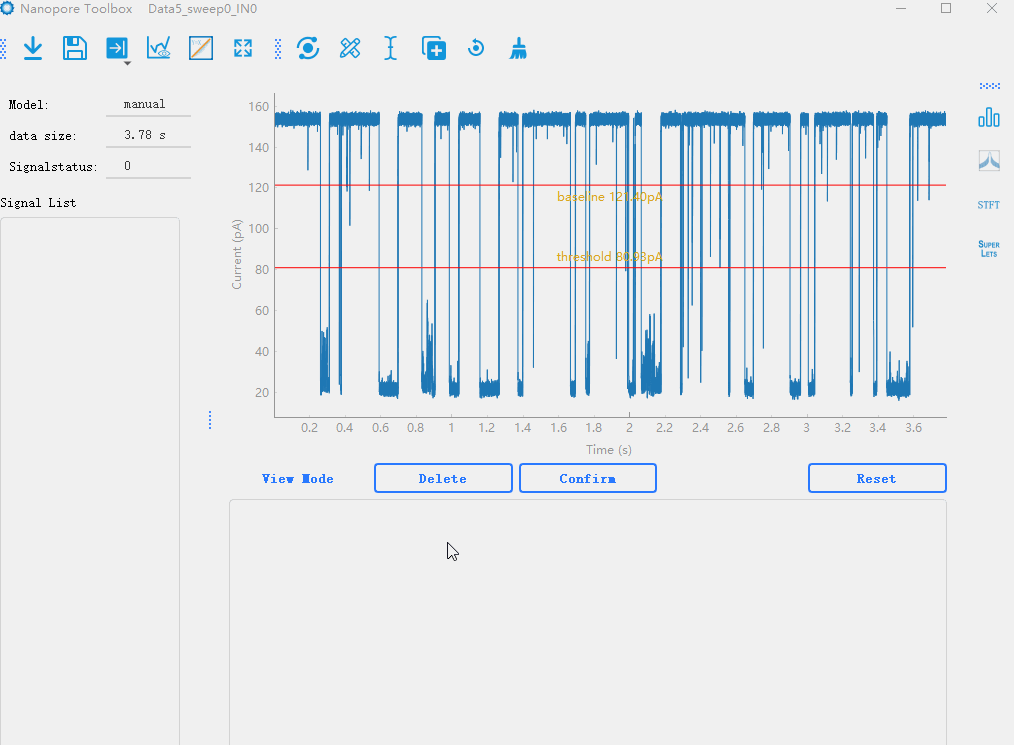 Nanopore Toolbox Data5_sweep0_IN0
Model: manual
data size: 3.78 s
Signalstatus: 0
Signal List
Current (pA)
160
140
120
100
80
60
40
20
baseline 121.40pA
threshold 80.93pA
0.2 0.4 0.6 0.8 1 1.2 1.4 1.6 1.8 2 2.2 2.4 2.6 2.8 3 3.2 3.4 3.6
Time (s)
View Mode Delete Confirm Reset
STFT
SUPER
LETS